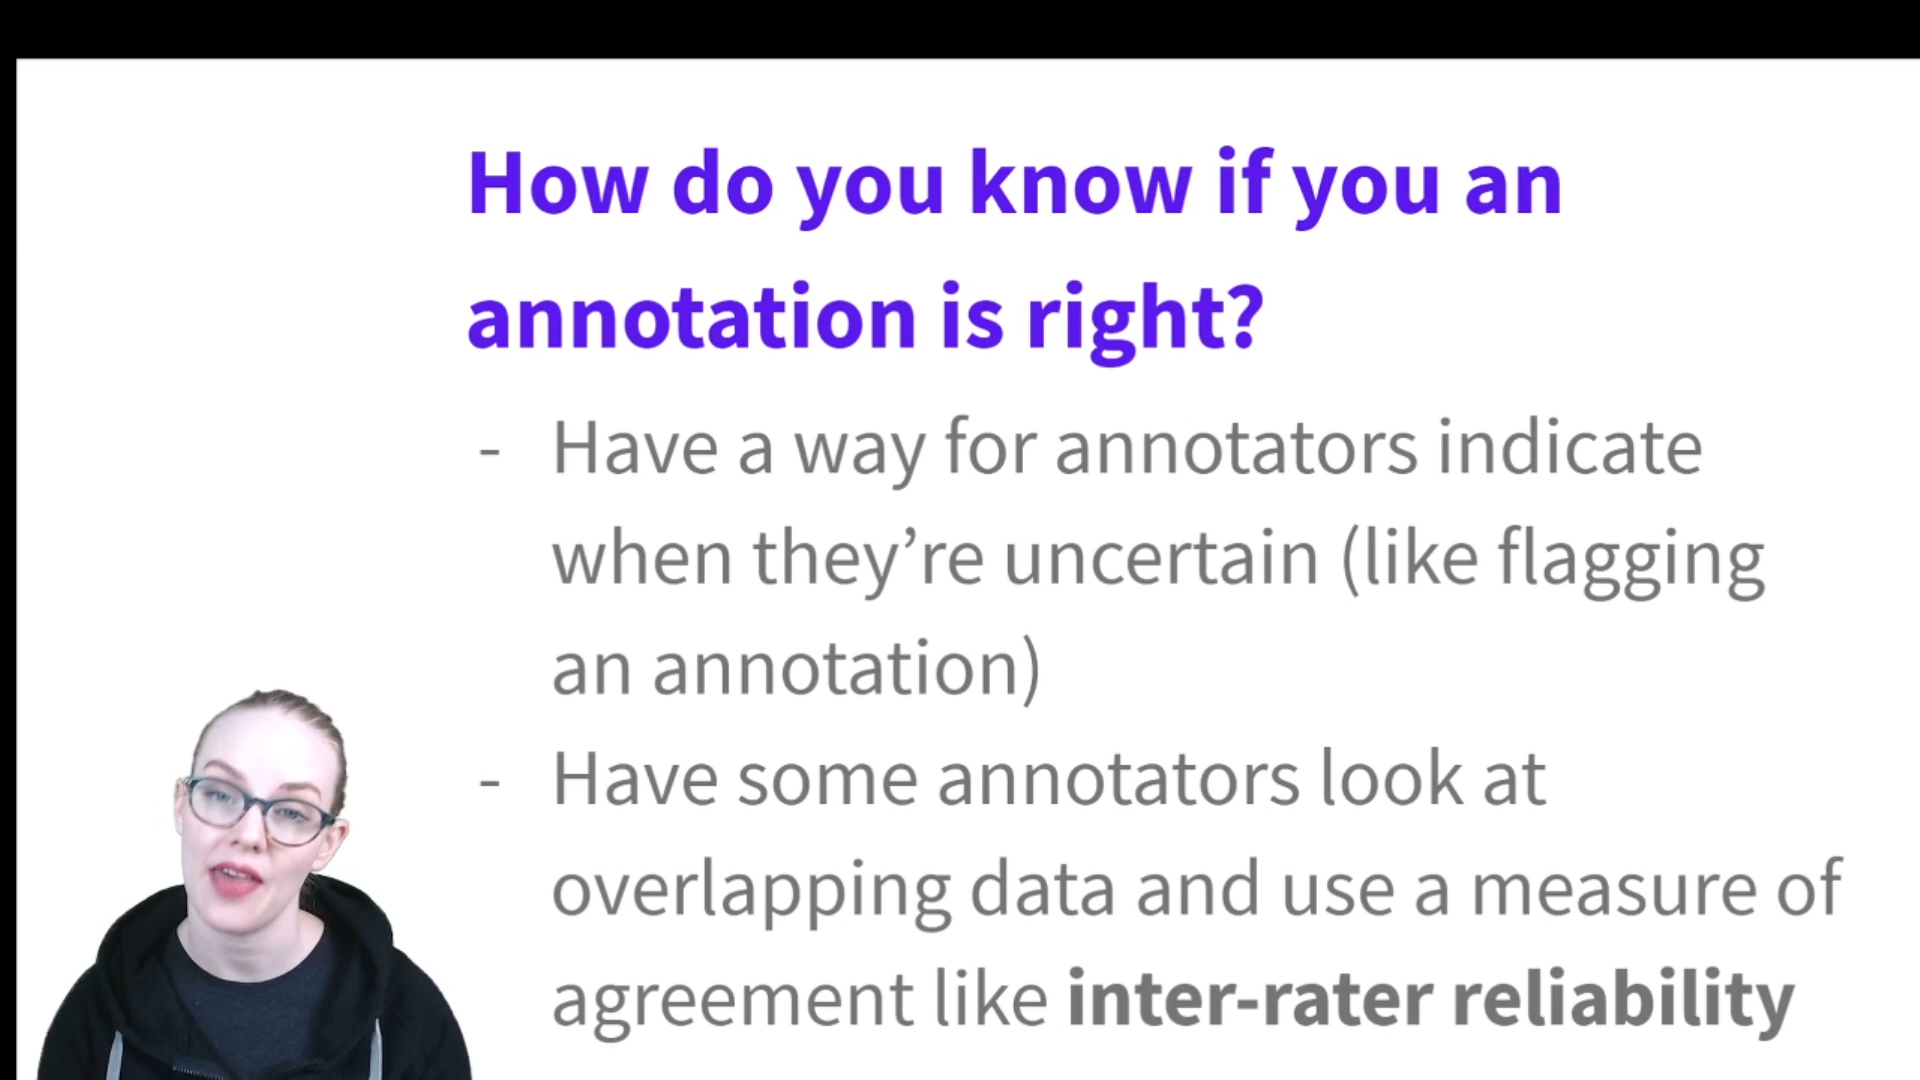 How do you know if you an
annotation is right?
- Have a way for annotators indicate
when they’re uncertain (like flagging
an annotation)
- Have some annotators look at
overlapping data and use a measure of
agreement like inter-rater reliability